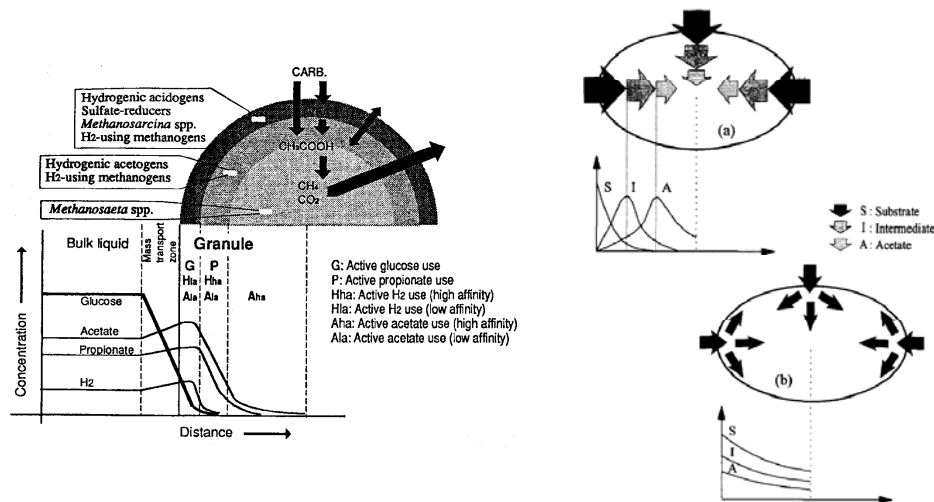 CARB.
Hydrogenic acidogens
Sulfate-reducers
Methanosarcina spp.
H2-using methanogens
CH3COOH
Hydrogenic acetogens
H2-using methanogens
CH4
CO2
Methanosaeta spp.
Bulk liquid
Mass
transport
zone
Granule
G P
Hla Hha
Ala Ala Aha
Glucose
Acetate
Propionate
H2
Concentration
Distance
G: Active glucose use
P: Active propionate use
Hha: Active H2 use (high affinity)
Hla: Active H2 use (low affinity)
Aha: Active acetate use (high affinity)
Ala: Active acetate use (low affinity)
(a)
S I A
S : Substrate
I : Intermediate
A : Acetate
(b)
S
I
A